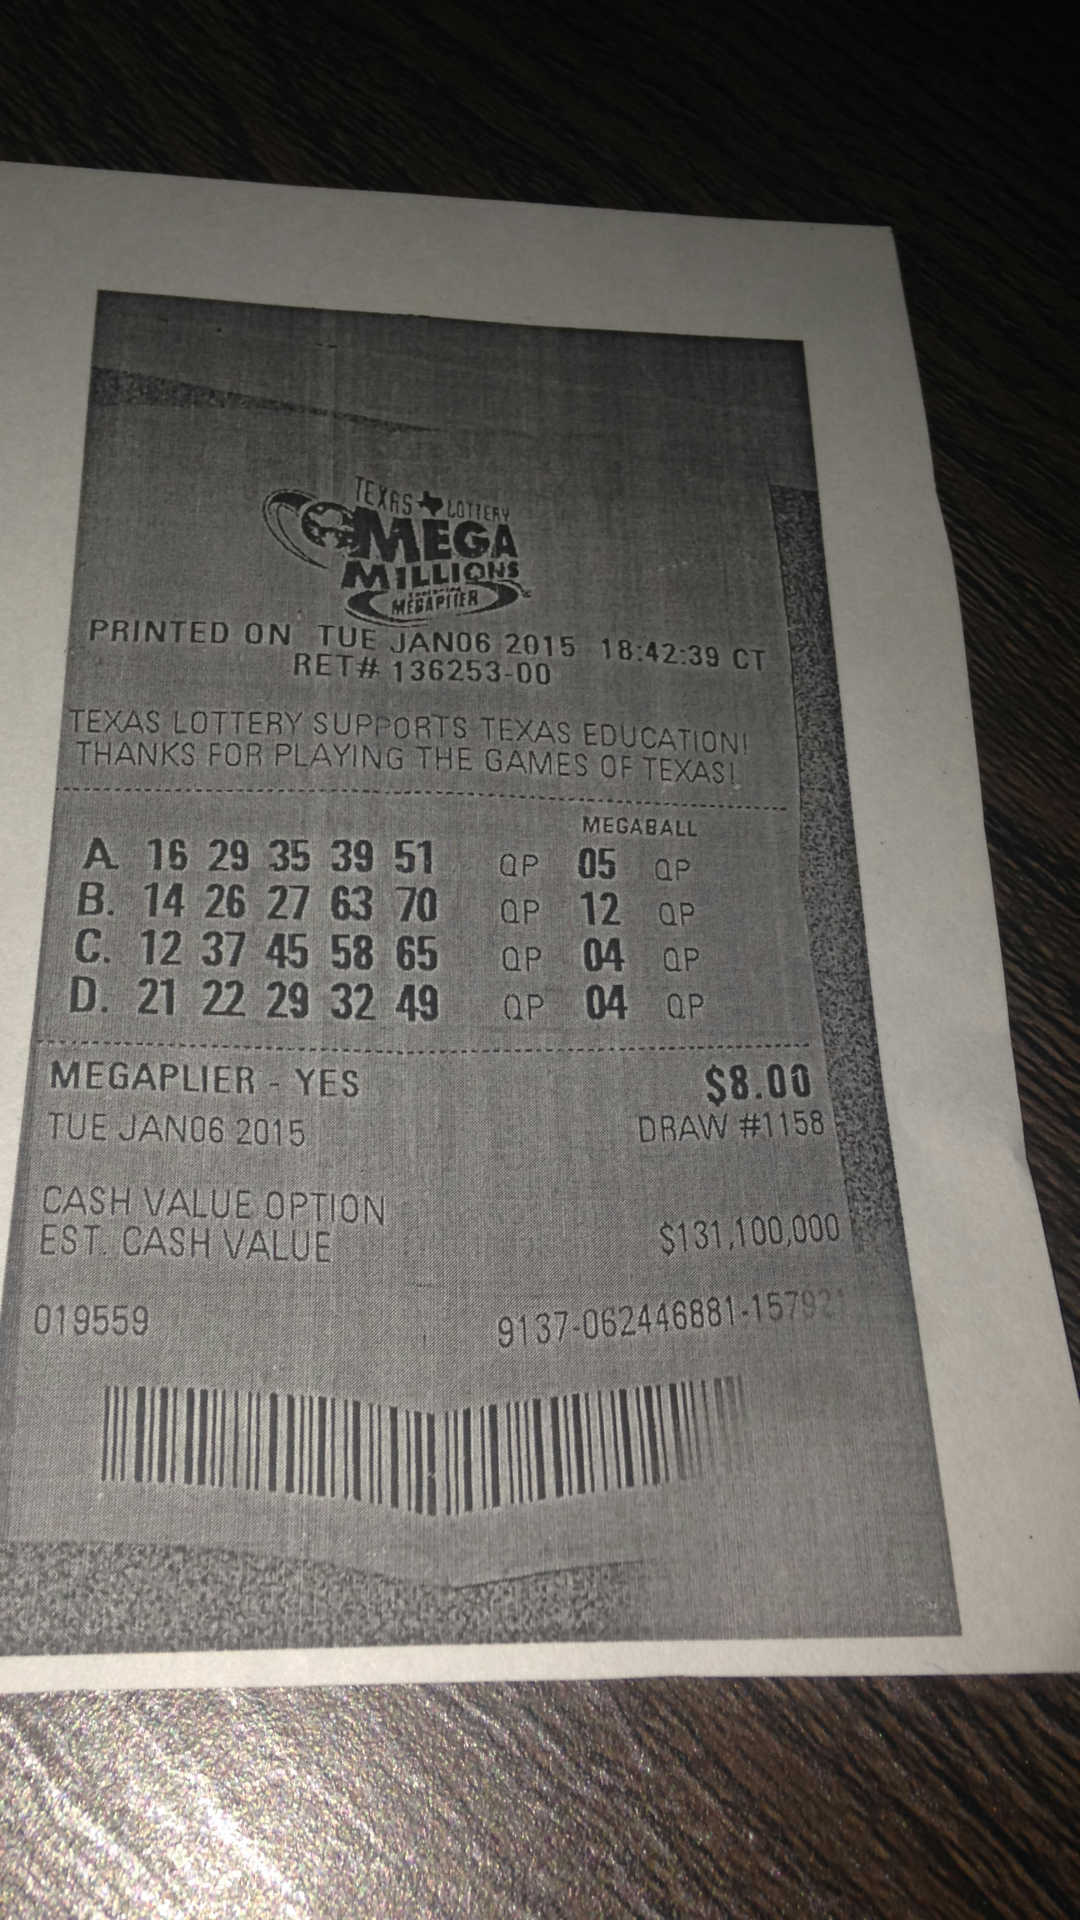 TEXAS LOTTERY
MEGA
MILLIONS
MEGAPLIER
PRINTED ON TUE JAN06 2015 18:42:39 CT
RET# 136253-00
TEXAS LOTTERY SUPPORTS TEXAS EDUCATION!
THANKS FOR PLAYING THE GAMES OF TEXAS!
MEGABALL
A. 16 29 35 39 51 QP 05 QP
B. 14 26 27 63 70 QP 12 QP
C. 12 37 45 58 65 QP 04 QP
D. 21 22 29 32 49 QP 04 QP
MEGAPLIER - YES $8.00
TUE JAN06 2015 DRAW #1158
CASH VALUE OPTION
EST. CASH VALUE $131,100,000
019559 9137-062446881-157921